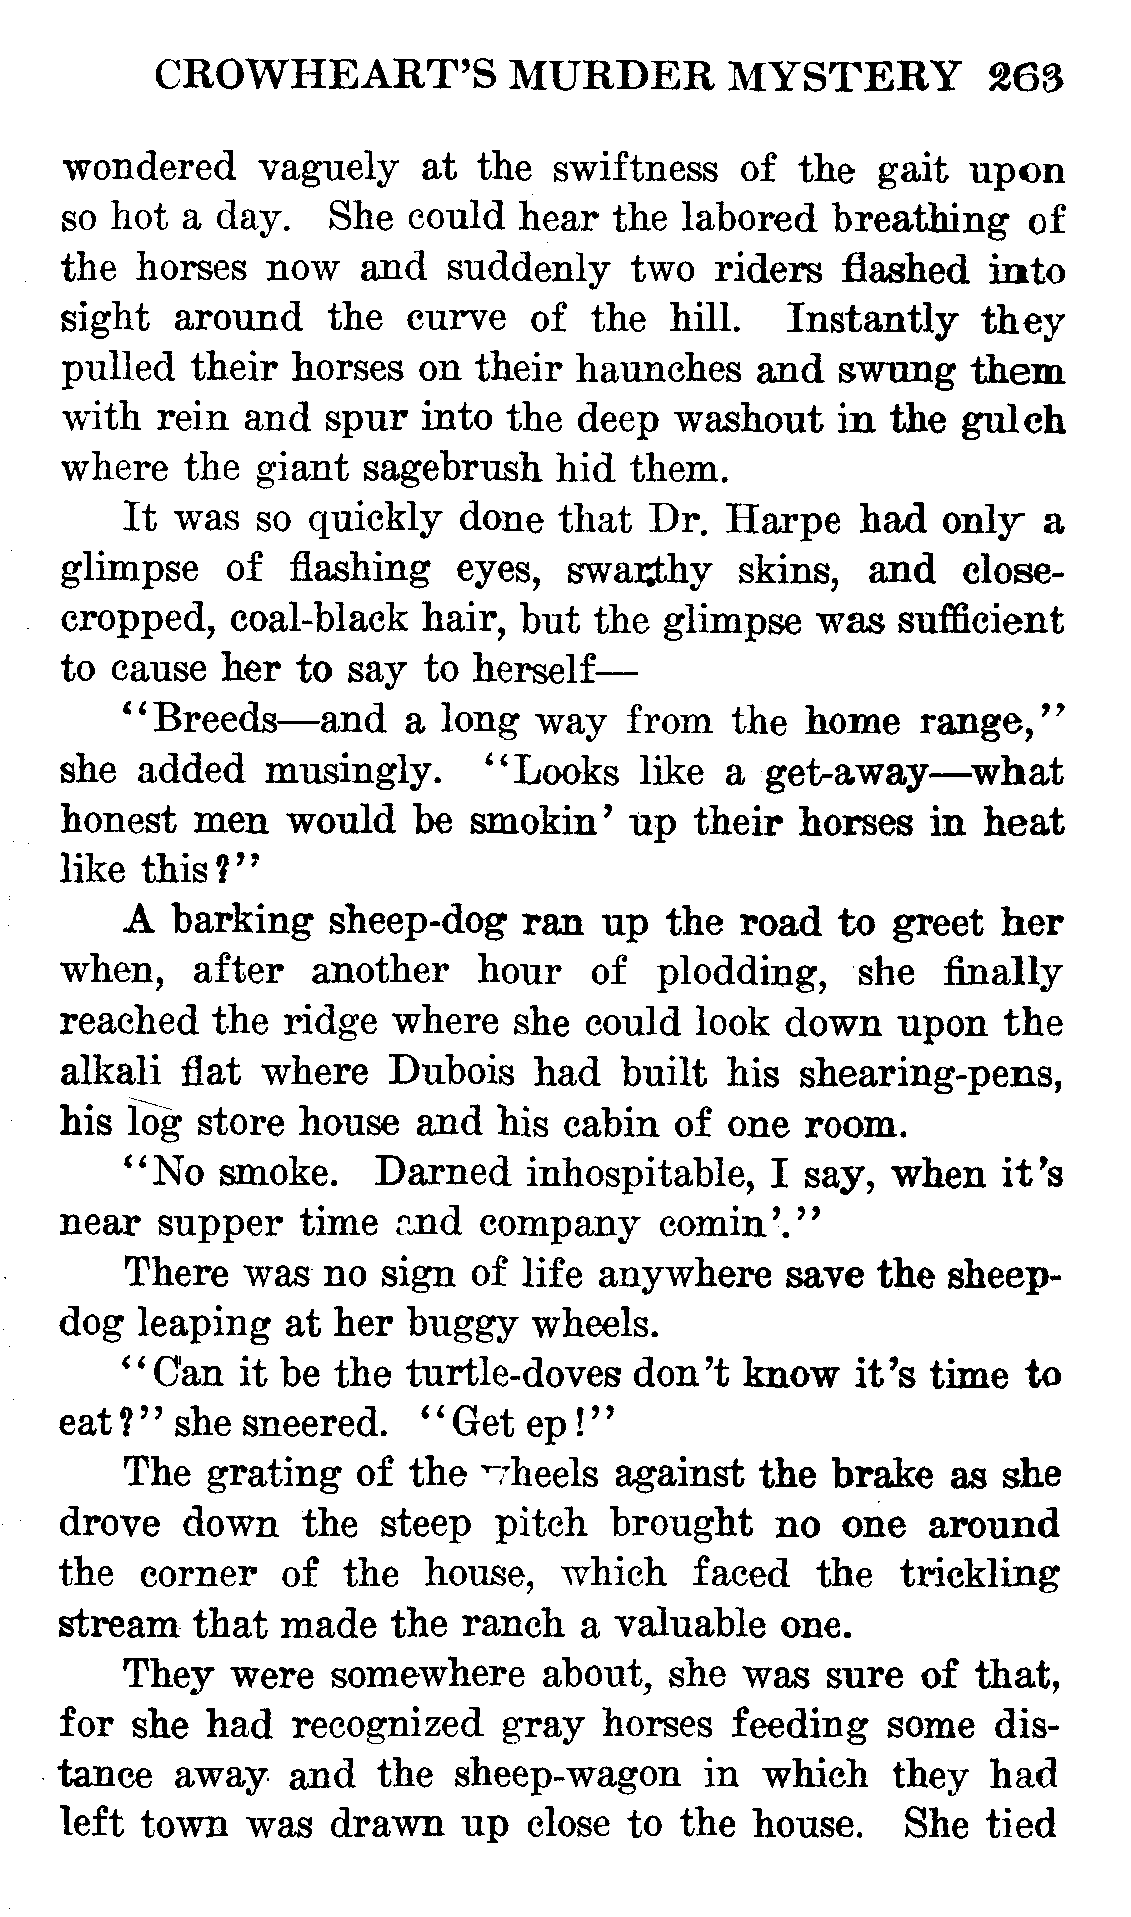 CROWHEART'S MURDER MYSTERY 263
wondered vaguely at the swiftness of the gait upon
so hot a day. She could hear the labored breathing of
the horses now and suddenly two riders flashed into
sight around the curve of the hill. Instantly they
pulled their horses on their haunches and swung them
with rein and spur into the deep washout in the gulch
where the giant sagebrush hid them.
It was so quickly done that Dr. Harpe had only a
glimpse of flashing eyes, swarthy skins, and close-
cropped, coal-black hair, but the glimpse was sufficient
to cause her to say to herself—
"Breeds—and a long way from the home range,"
she added musingly. "Looks like a get-away—what
honest men would be smokin' up their horses in heat
like this?"
A barking sheep-dog ran up the road to greet her
when, after another hour of plodding, she finally
reached the ridge where she could look down upon the
alkali flat where Dubois had built his shearing-pens,
his log store house and his cabin of one room.
"No smoke. Darned inhospitable, I say, when it's
near supper time and company comin'."
There was no sign of life anywhere save the sheep-
dog leaping at her buggy wheels.
"Can it be the turtle-doves don't know it's time to
eat?" she sneered. "Get ep!"
The grating of the wheels against the brake as she
drove down the steep pitch brought no one around
the corner of the house, which faced the trickling
stream that made the ranch a valuable one.
They were somewhere about, she was sure of that,
for she had recognized gray horses feeding some dis-
tance away and the sheep-wagon in which they had
left town was drawn up close to the house. She tied